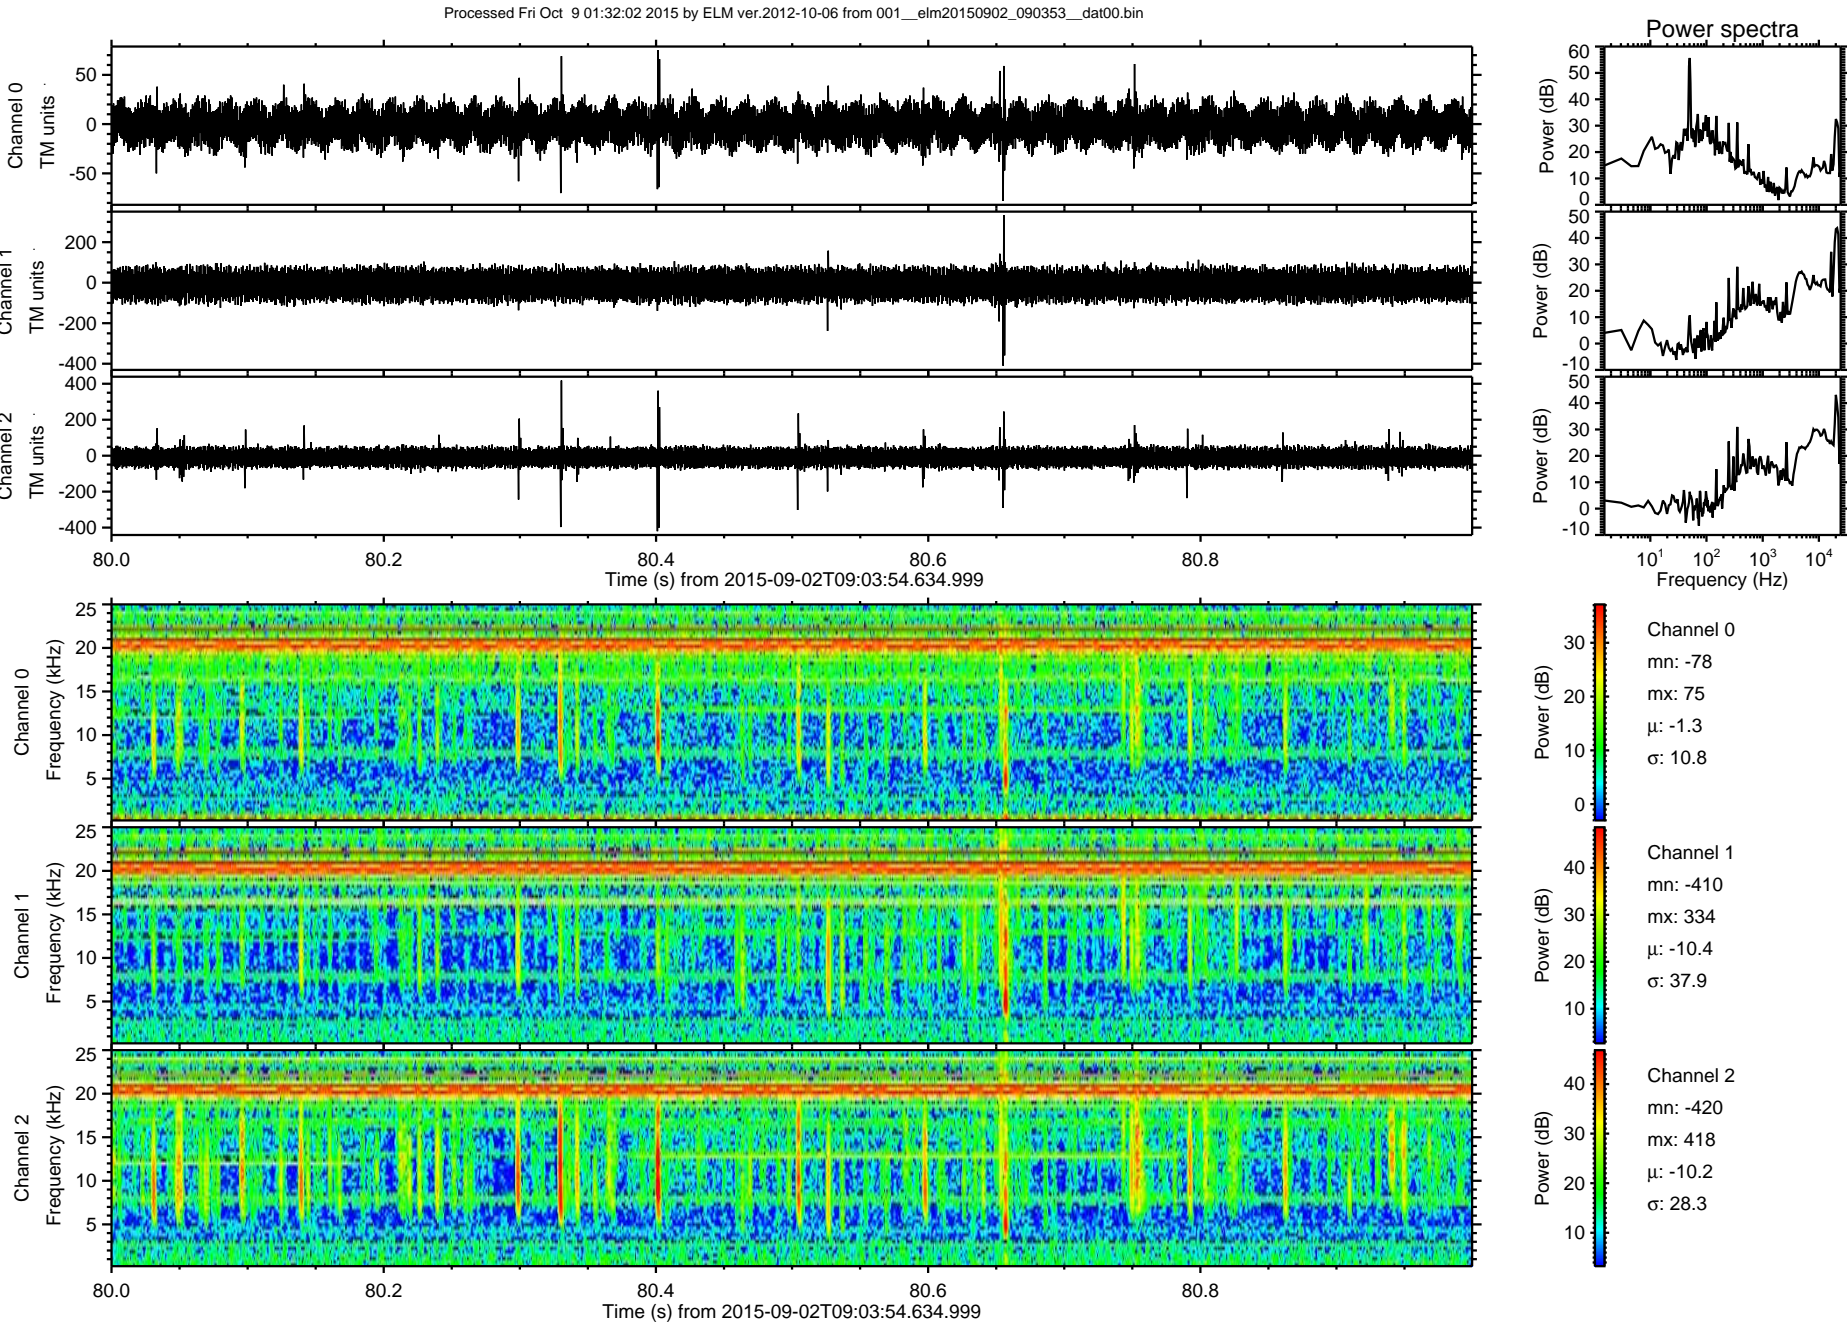 Processed Fri Oct  9 01:32:02 2015 by ELM ver.2012-10-06 from 001__elm20150902_090353__dat00.bin
Power spectra
Channel 0
TM units
50
0
-50
Power (dB)
60
50
40
30
20
10
0
Channel 1
TM units
200
0
-200
-400
Power (dB)
50
40
30
20
10
0
-10
Channel 2
TM units
400
200
0
-200
-400
Power (dB)
50
40
30
20
10
0
-10
80.0 80.2 80.4 80.6 80.8
Time (s) from 2015-09-02T09:03:54.634.999
10^1 10^2 10^3 10^4
Frequency (Hz)
Channel 0
Frequency (kHz)
25
20
15
10
5
Power (dB)
30
20
10
0
Channel 0
mn: -78
mx: 75
μ: -1.3
σ: 10.8
Channel 1
Frequency (kHz)
25
20
15
10
5
Power (dB)
40
30
20
10
Channel 1
mn: -410
mx: 334
μ: -10.4
σ: 37.9
Channel 2
Frequency (kHz)
25
20
15
10
5
Power (dB)
40
30
20
10
Channel 2
mn: -420
mx: 418
μ: -10.2
σ: 28.3
80.0 80.2 80.4 80.6 80.8
Time (s) from 2015-09-02T09:03:54.634.999